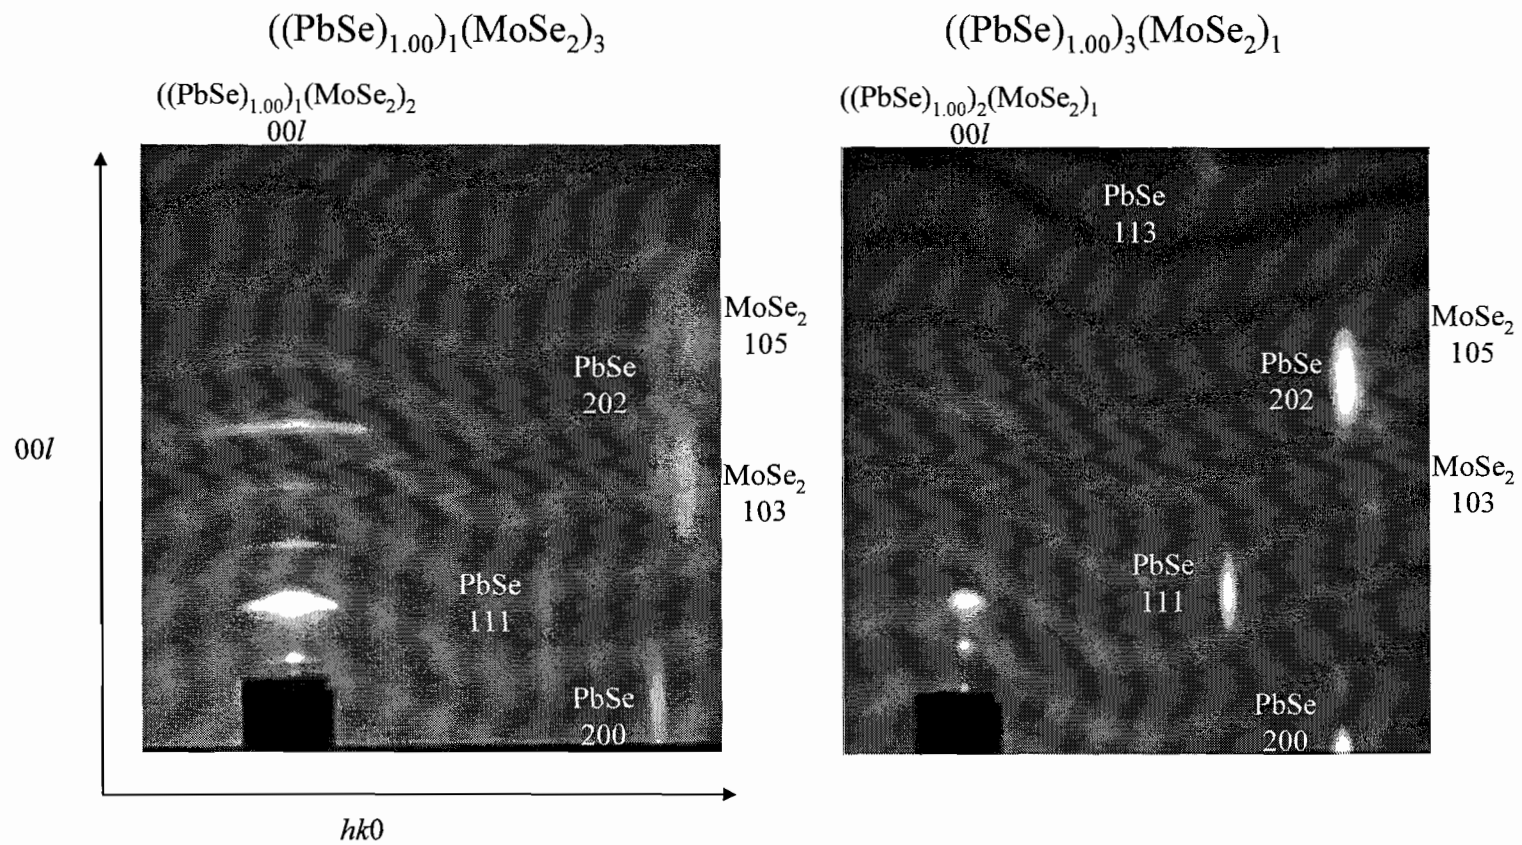 ((PbSe)₁.₀₀)₁(MoSe₂)₃
((PbSe)₁.₀₀)₃(MoSe₂)₁
((PbSe)₁.₀₀)₁(MoSe₂)₂
00l
((PbSe)₁.₀₀)₂(MoSe₂)₁
00l
00l
PbSe
202
PbSe
111
PbSe
200
MoSe₂
105
MoSe₂
103
PbSe
113
PbSe
202
PbSe
111
PbSe
200
MoSe₂
105
MoSe₂
103
hk0